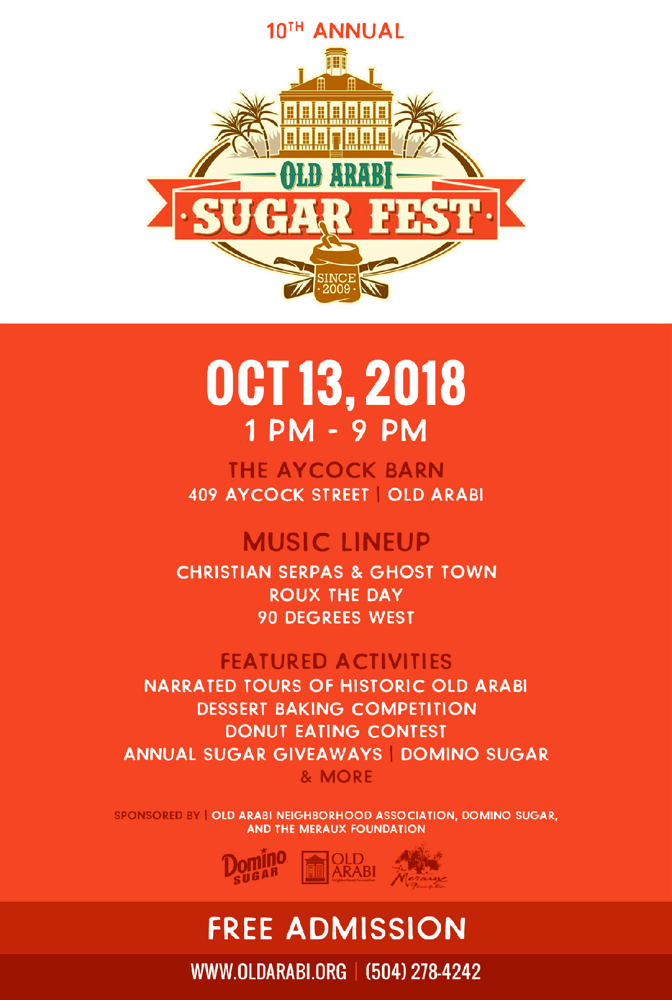 10TH ANNUAL
OLD ARABI
· SUGAR FEST ·
SINCE
· 2009 ·
OCT 13, 2018
1 PM - 9 PM
THE AYCOCK BARN
409 AYCOCK STREET | OLD ARABI
MUSIC LINEUP
CHRISTIAN SERPAS & GHOST TOWN
ROUX THE DAY
90 DEGREES WEST
FEATURED ACTIVITIES
NARRATED TOURS OF HISTORIC OLD ARABI
DESSERT BAKING COMPETITION
DONUT EATING CONTEST
ANNUAL SUGAR GIVEAWAYS | DOMINO SUGAR
& MORE
SPONSORED BY | OLD ARABI NEIGHBORHOOD ASSOCIATION, DOMINO SUGAR,
AND THE MERAUX FOUNDATION
Domino
SUGAR
OLD
ARABI
Neighborhood Association
The
Meraux
Foundation
FREE ADMISSION
WWW.OLDARABI.ORG | (504) 278-4242